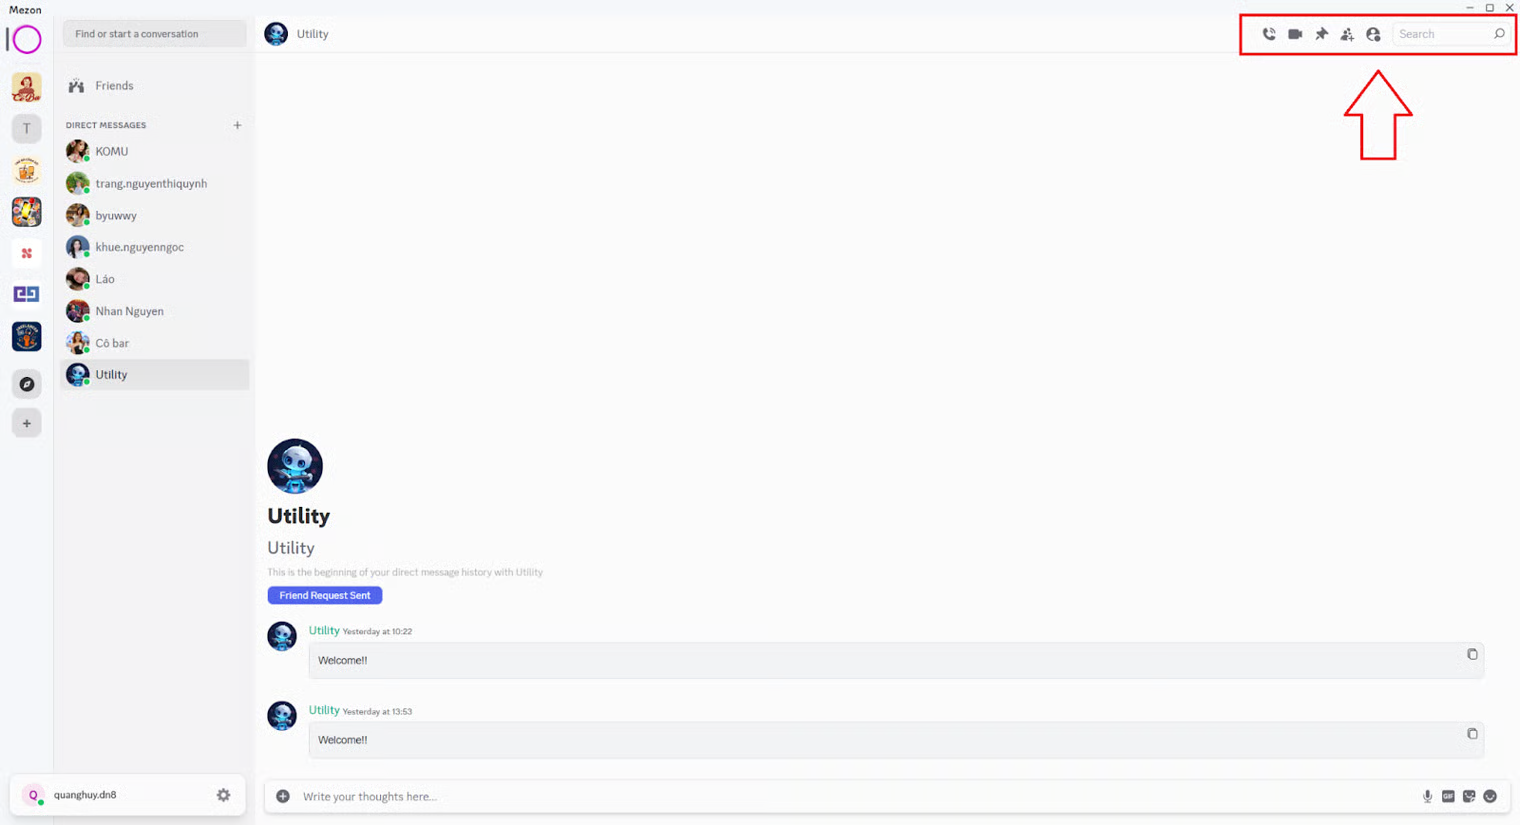 Mezon
Find or start a conversation
Utility
Search
Friends
T
DIRECT MESSAGES
KOMU
trang.nguyenthiquynh
byuwwy
khue.nguyenngoc
Láo
Nhan Nguyen
Cô bar
Utility
Utility
Utility
This is the beginning of your direct message history with Utility
Friend Request Sent
Utility Yesterday at 10:22
Welcome!!
Utility Yesterday at 13:53
Welcome!!
Q quanghuy.dn8
Write your thoughts here...
GIF